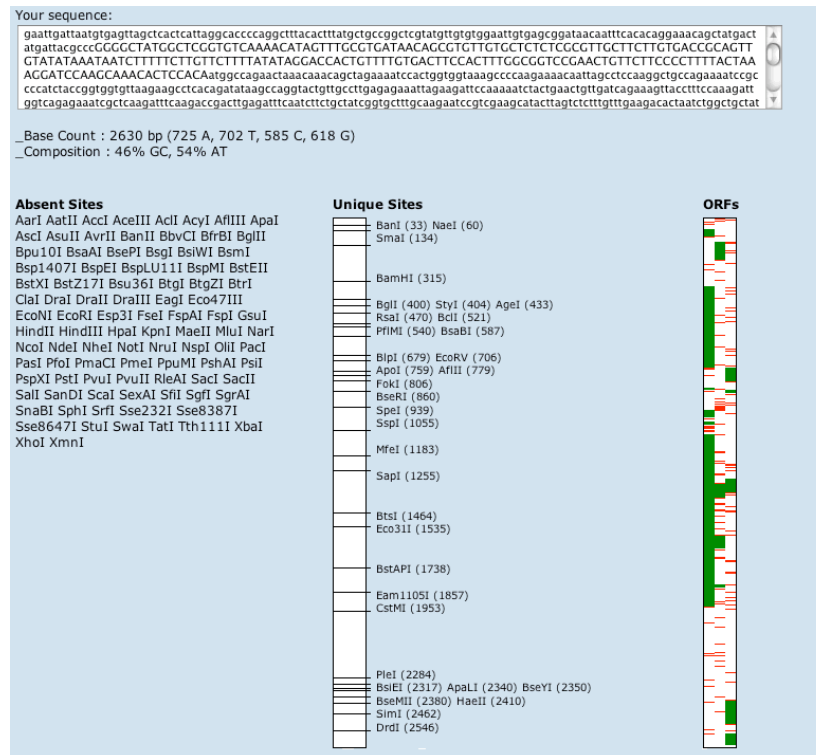 Your sequence:
gaattgattaatgtgagttagctcactcattaggcaccccaggctttacactttatgctgccggctcgtatgttgtgtggaattgtgagcggataacaatttcacacaggaaacagctatgact
atgattacgcccGGGGCTATGGCTCGGTGTCAAAACATAGTTTGCGTGATAACAGCGTGTTGTGCTCTCTCGCGTTGCTTCTTGTGACCGCAGTT
GTATATAAATAATCTTTTTCTTGTTCTTTTATATAGGACCACTGTTTTGTGACTTCCACTTTGGCGGTCCGAACTGTTCTTCCCCTTTTACTAA
AGGATCCAAGCAAACACTCCACAatggccagaactaaacaaacagctagaaaatccactggtggtaaagccccaagaaaacaattagcctccaaggctgccagaaaatccgc
cccatctaccggtggtgttaagaagcctcacagatataagccaggtactgttgccttgagagaaattagaagattccaaaaatctactgaactgttgatcagaaagttacctttccaaagatt
ggtcagagaaatcgctcaagatttcaagaccgacttgagatttcaatcttctgctatcggtgctttgcaagaatccgtcgaagcatacttagtctctttgtttgaagacactaatctggctgctat
_Base Count : 2630 bp (725 A, 702 T, 585 C, 618 G)
_Composition : 46% GC, 54% AT
Absent Sites
AarI AatII AccI AceIII AclI AcyI AflIII ApaI
AscI AsuII AvrII BanII BbvCI BfrBI BglII
Bpu10I BsaAI BsePI BsgI BsiWI BsmI
Bsp1407I BspEI BspLU11I BspMI BstEII
BstXI BstZ17I Bsu36I BtgI BtgZI BtrI
ClaI DraI DraII DraIII EagI Eco47III
EcoNI EcoRI Esp3I FseI FspAI FspI GsuI
HindII HindIII HpaI KpnI MaeII MluI NarI
NcoI NdeI NheI NotI NruI NspI OliI PacI
PasI PfoI PmaCI PmeI PpuMI PshAI PsiI
PspXI PstI PvuI PvuII RleAI SacI SacII
SalI SanDI ScaI SexAI SfiI SgfI SgrAI
SnaBI SphI SrfI Sse232I Sse8387I
Sse8647I StuI SwaI TatI Tth111I XbaI
XhoI XmnI
Unique Sites
BanI (33) NaeI (60)
SmaI (134)
BamHI (315)
BglI (400) StyI (404) AgeI (433)
RsaI (470) BclI (521)
PflMI (540) BsaBI (587)
BlpI (679) EcoRV (706)
ApoI (759) AflII (779)
FokI (806)
BseRI (860)
SpeI (939)
SspI (1055)
MfeI (1183)
SapI (1255)
BtsI (1464)
Eco31I (1535)
BstAPI (1738)
Eam1105I (1857)
CstMI (1953)
PleI (2284)
BsiEI (2317) ApaLI (2340) BseYI (2350)
BseMII (2380) HaeII (2410)
SimI (2462)
DrdI (2546)
ORFs